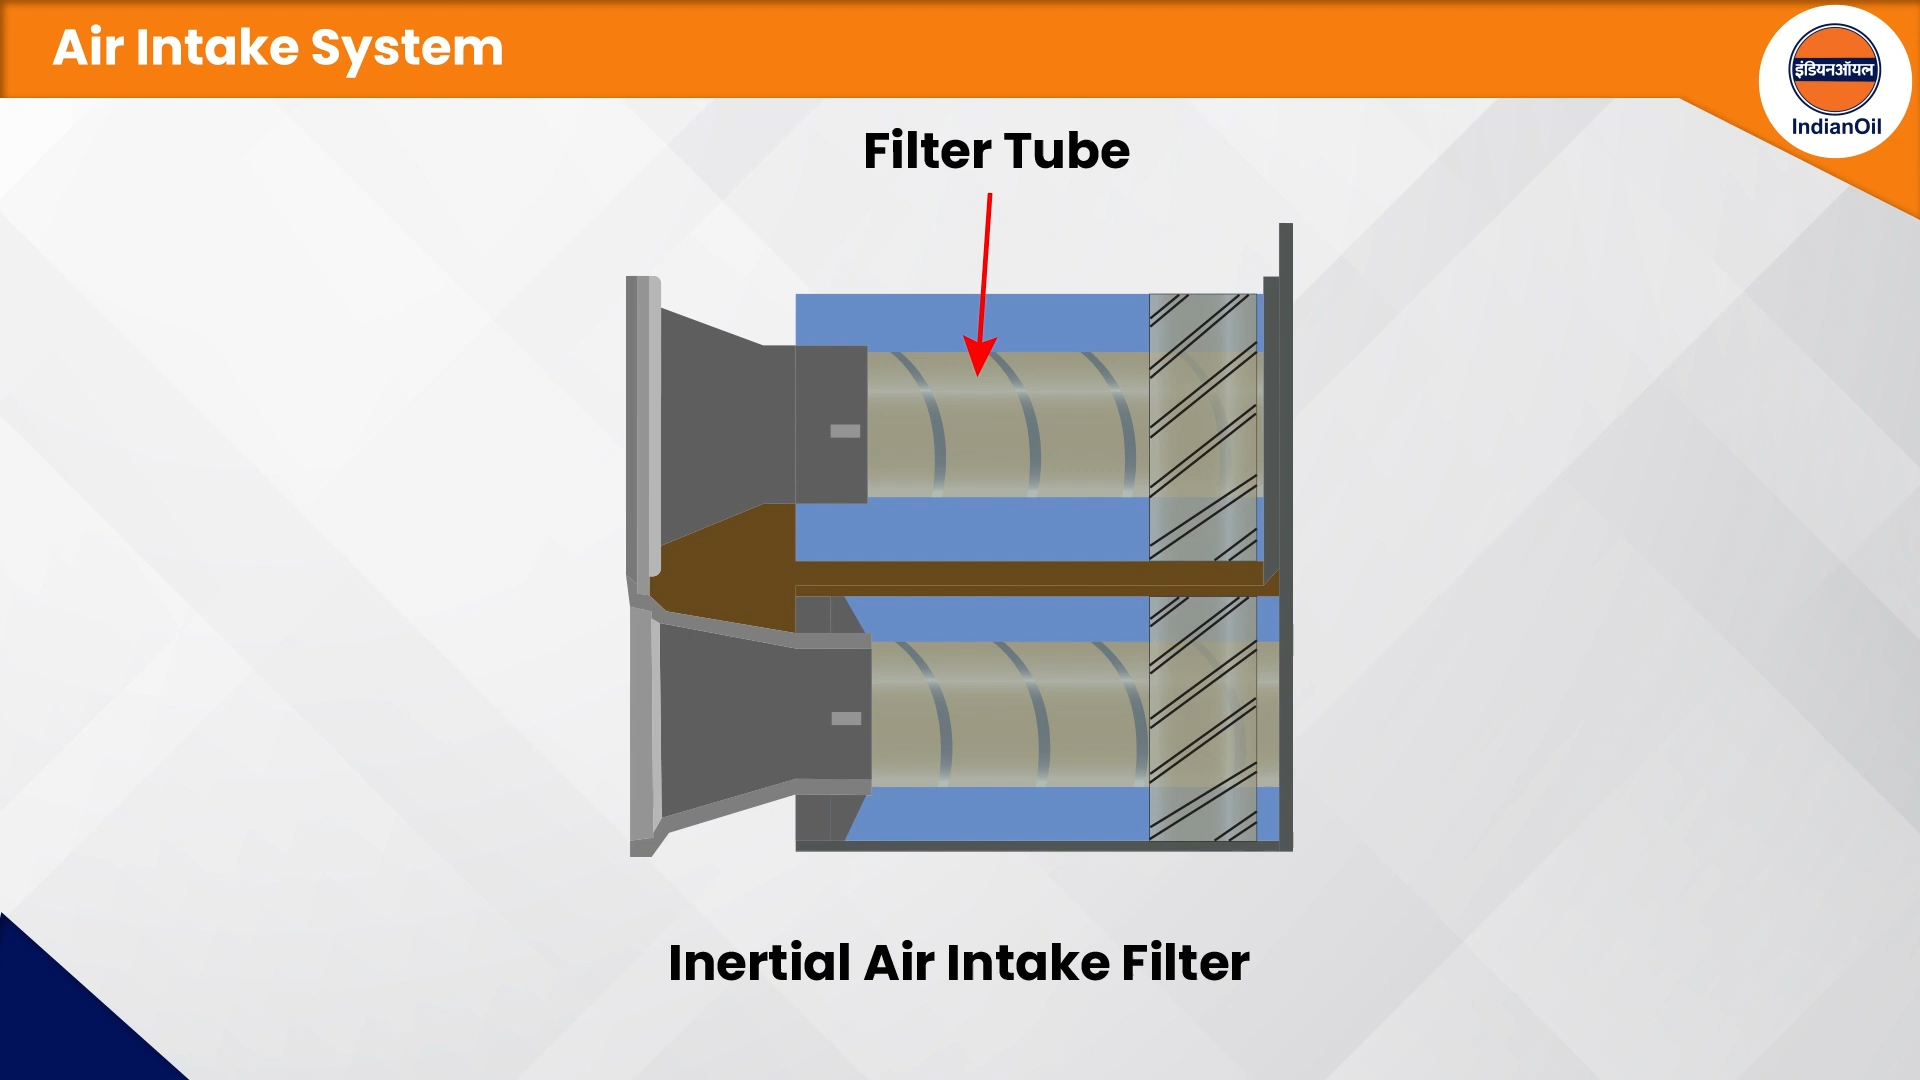 Air Intake System
इंडियनऑयल
IndianOil
Filter Tube
Inertial Air Intake Filter